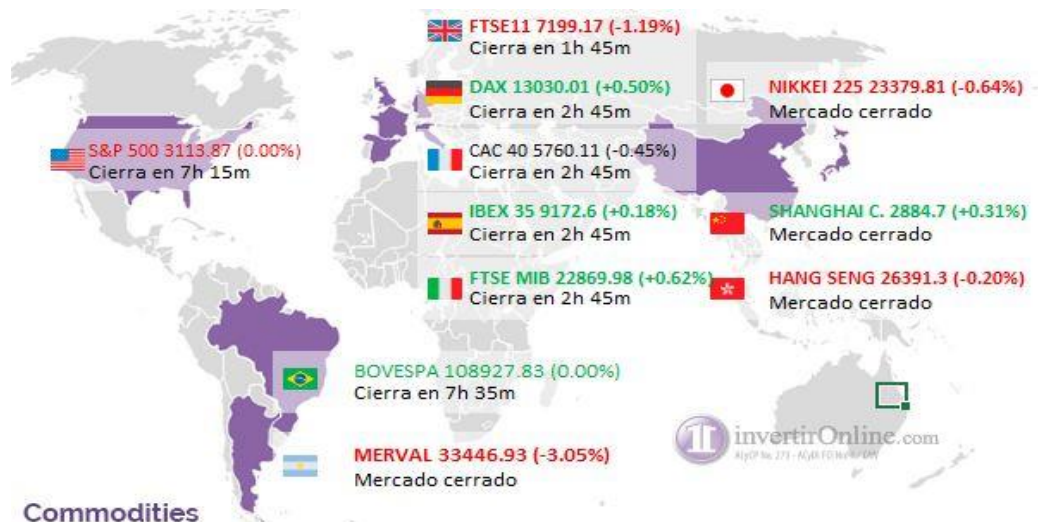 FTSE11 7199.17 (-1.19%)
Cierra en 1h 45m
DAX 13030.01 (+0.50%)
Cierra en 2h 45m
NIKKEI 225 23379.81 (-0.64%)
Mercado cerrado
S&P 500 3113.87 (0.00%)
Cierra en 7h 15m
CAC 40 5760.11 (-0.45%)
Cierra en 2h 45m
IBEX 35 9172.6 (+0.18%)
Cierra en 2h 45m
SHANGHAI C. 2884.7 (+0.31%)
Mercado cerrado
FTSE MIB 22869.98 (+0.62%)
Cierra en 2h 45m
HANG SENG 26391.3 (-0.20%)
Mercado cerrado
BOVESPA 108927.83 (0.00%)
Cierra en 7h 35m
invertirOnline.com
MERVAL 33446.93 (-3.05%)
Mercado cerrado
Commodities